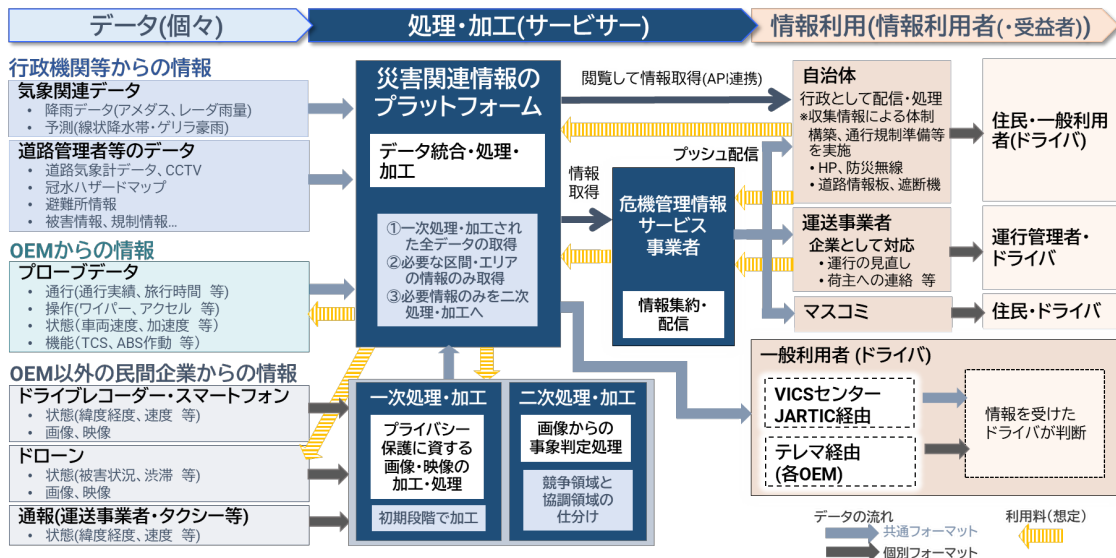 データ(個々)
処理・加工(サービサー)
情報利用(情報利用者(・受益者))
行政機関等からの情報
気象関連データ
• 降雨データ(アメダス、レーダ雨量)
• 予測(線状降水帯・ゲリラ豪雨)
道路管理者等のデータ
• 道路気象計データ、CCTV
• 冠水ハザードマップ
• 避難所情報
• 被害情報、規制情報…
OEMからの情報
プローブデータ
• 通行(通行実績、旅行時間 等)
• 操作(ワイパー、アクセル 等)
• 状態(車両速度、加速度 等)
• 機能(TCS、ABS作動 等)
OEM以外の民間企業からの情報
ドライブレコーダー・スマートフォン
• 状態(緯度経度、速度 等)
• 画像、映像
ドローン
• 状態(被害状況、渋滞 等)
• 画像、映像
通報(運送事業者・タクシー等)
• 状態(緯度経度、速度 等)
災害関連情報の
プラットフォーム
データ統合・処理・
加工
①一次処理・加工され
た全データの取得
②必要な区間・エリア
の情報のみ取得
③必要情報のみを二次
処理・加工へ
一次処理・加工
プライバシー
保護に資する
画像・映像の
加工・処理
初期段階で加工
二次処理・加工
画像からの
事象判定処理
競争領域と
協調領域の
仕分け
閲覧して情報取得(API連携)
情報
取得
プッシュ配信
危機管理情報
サービス
事業者
情報集約・
配信
自治体
行政として配信・処理
※収集情報による体制
構築、通行規制準備等
を実施
• HP、防災無線
• 道路情報板、遮断機
住民・一般利用
者(ドライバ)
運送事業者
企業として対応
• 運行の見直し
• 荷主への連絡 等
運行管理者・
ドライバ
マスコミ
住民・ドライバ
一般利用者 (ドライバ)
VICSセンター
JARTIC経由
テレマ経由
(各OEM)
情報を受けた
ドライバが判断
データの流れ
共通フォーマット
個別フォーマット
利用料(想定)